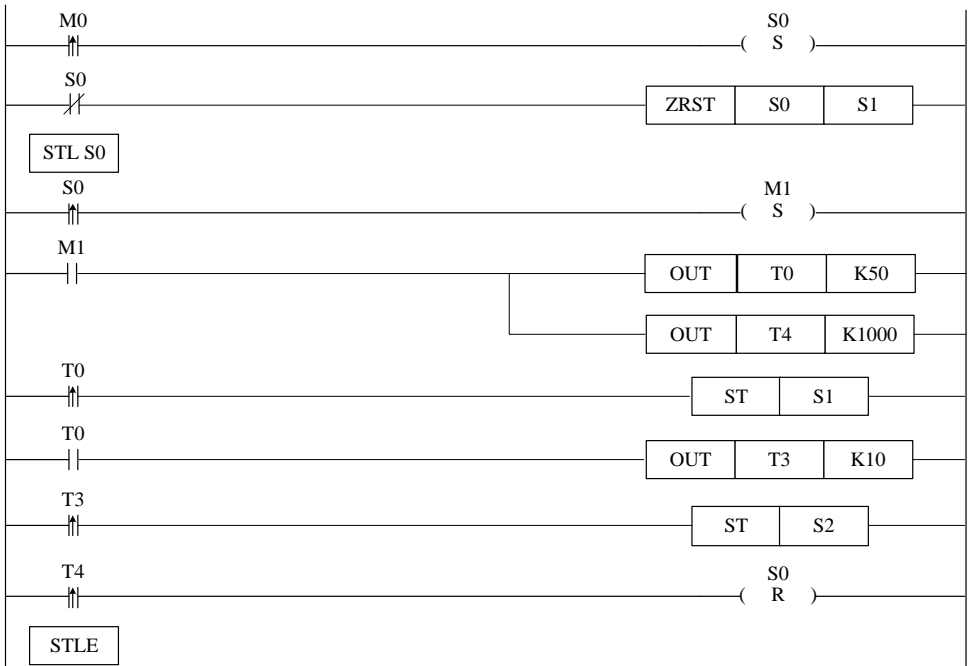 M0 S0
( S )
S0
ZRST S0 S1
STL S0
S0 M1
( S )
M1
OUT T0 K50
OUT T4 K1000
T0
ST S1
T0
OUT T3 K10
T3
ST S2
T4 S0
( R )
STLE